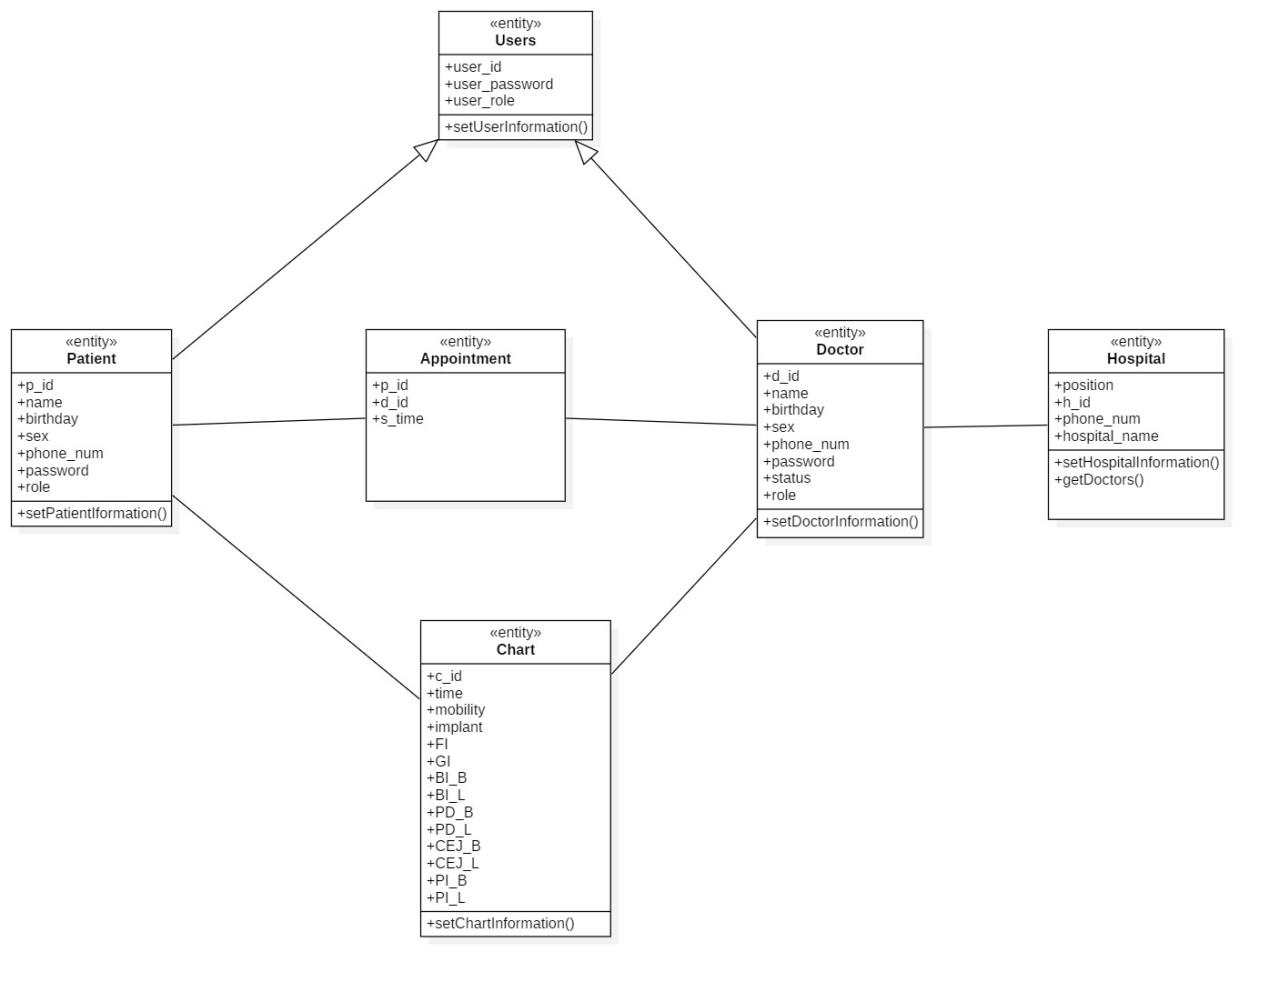 «entity»
Users
+user_id
+user_password
+user_role
+setUserInformation()
«entity»
Patient
+p_id
+name
+birthday
+sex
+phone_num
+password
+role
+setPatientIformation()
«entity»
Appointment
+p_id
+d_id
+s_time
«entity»
Doctor
+d_id
+name
+birthday
+sex
+phone_num
+password
+status
+role
+setDoctorInformation()
«entity»
Hospital
+position
+h_id
+phone_num
+hospital_name
+setHospitalInformation()
+getDoctors()
«entity»
Chart
+c_id
+time
+mobility
+implant
+FI
+GI
+BI_B
+BI_L
+PD_B
+PD_L
+CEJ_B
+CEJ_L
+PI_B
+PI_L
+setChartInformation()